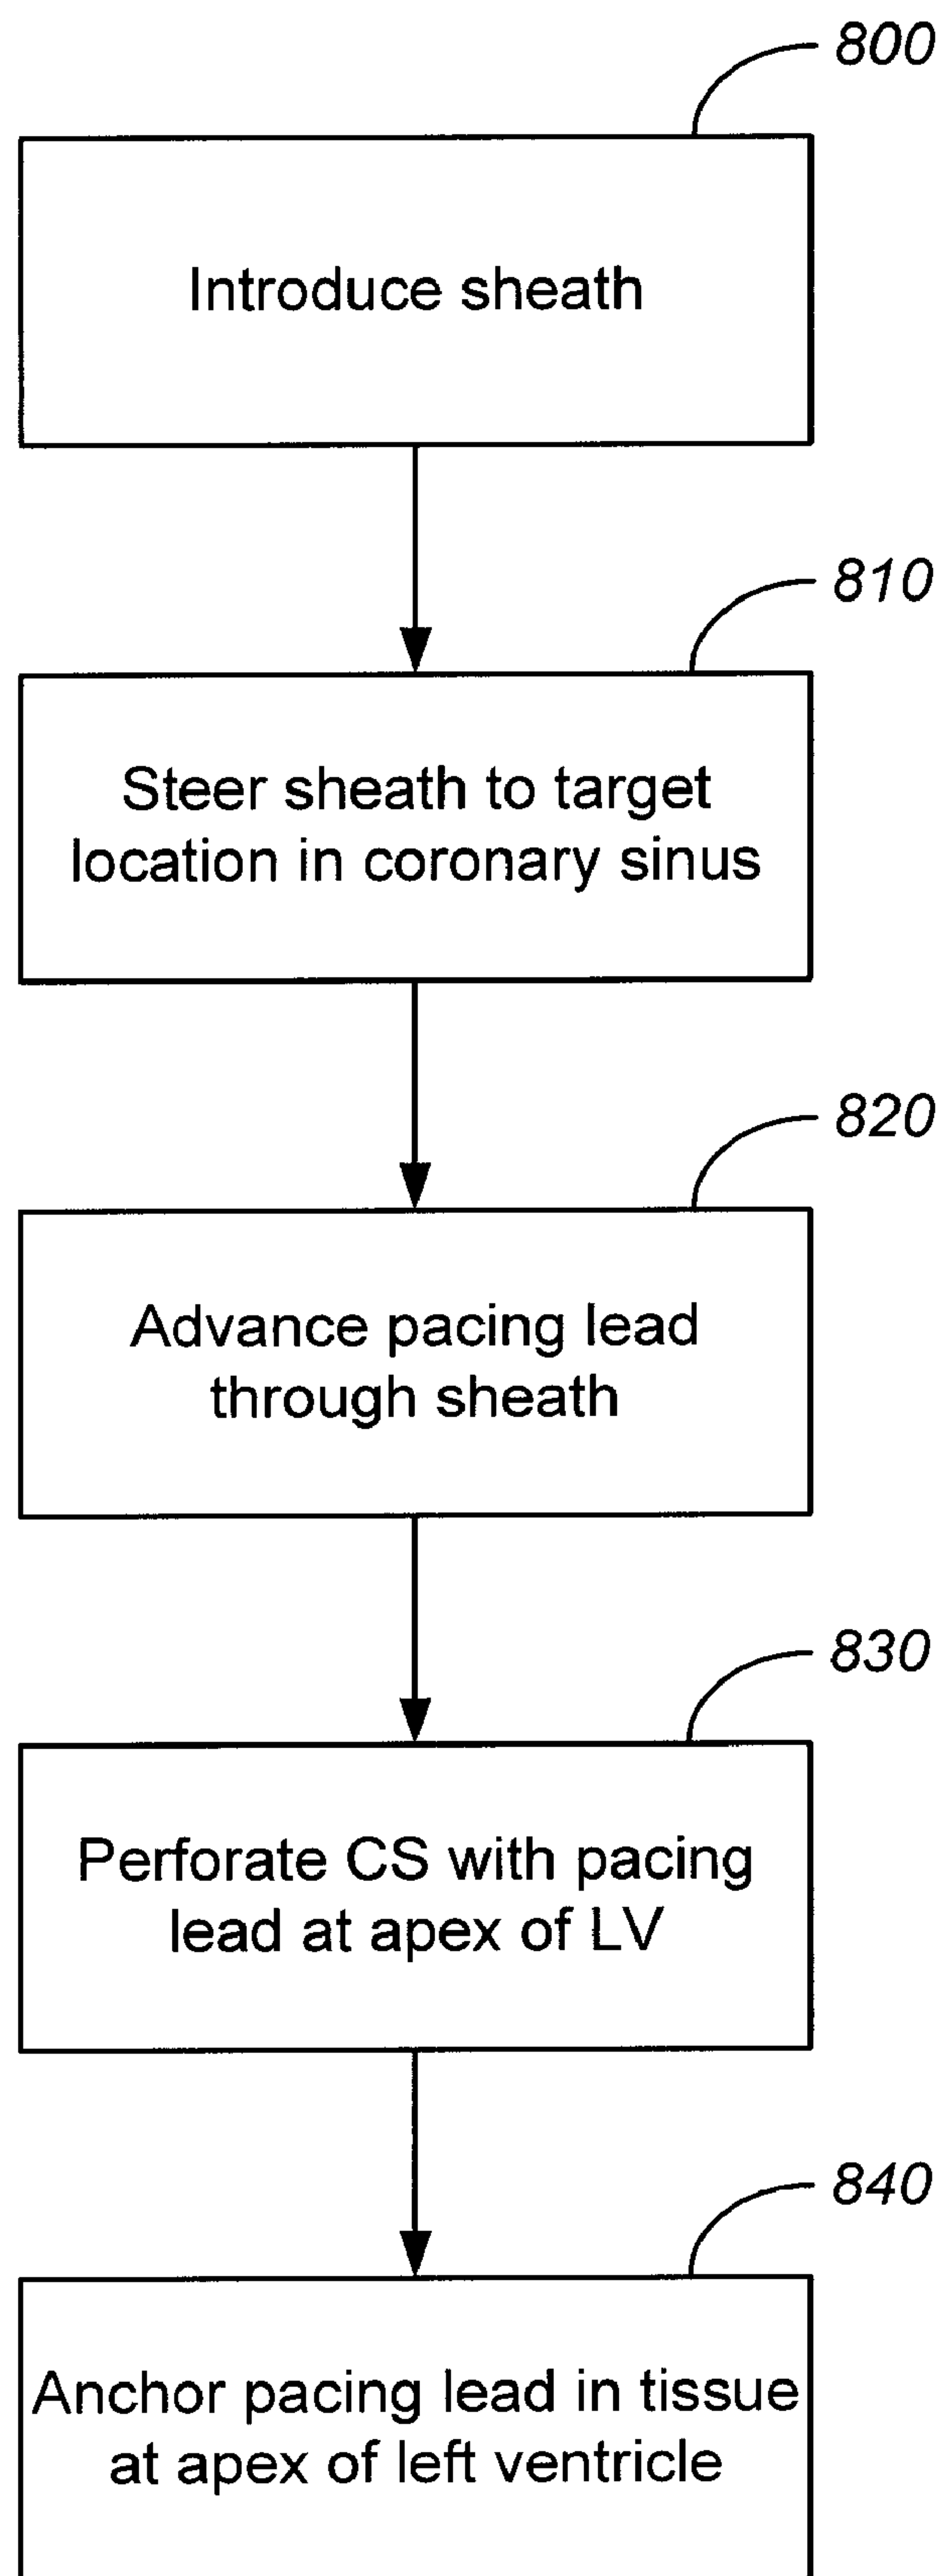 800
Introduce sheath
810
Steer sheath to target
location in coronary sinus
820
Advance pacing lead
through sheath
830
Perforate CS with pacing
lead at apex of LV
840
Anchor pacing lead in tissue
at apex of left ventricle